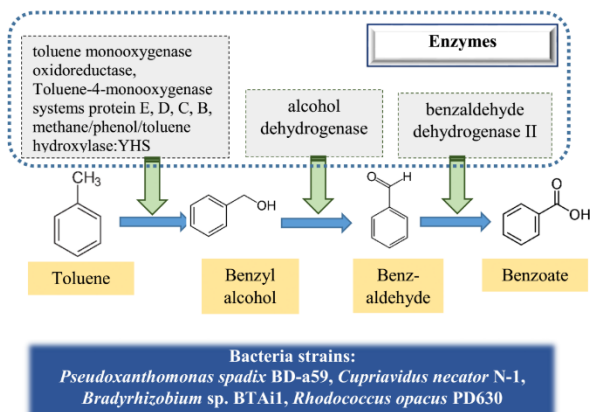 Enzymes
toluene monooxygenase
oxidoreductase,
Toluene-4-monooxygenase
systems protein E, D, C, B,
methane/phenol/toluene
hydroxylase:YHS
alcohol
dehydrogenase
benzaldehyde
dehydrogenase II
CH3
OH
O
H
O
OH
Toluene
Benzyl
alcohol
Benz-
aldehyde
Benzoate
Bacteria strains:
Pseudoxanthomonas spadix BD-a59, Cupriavidus necator N-1,
Bradyrhizobium sp. BTAi1, Rhodococcus opacus PD630